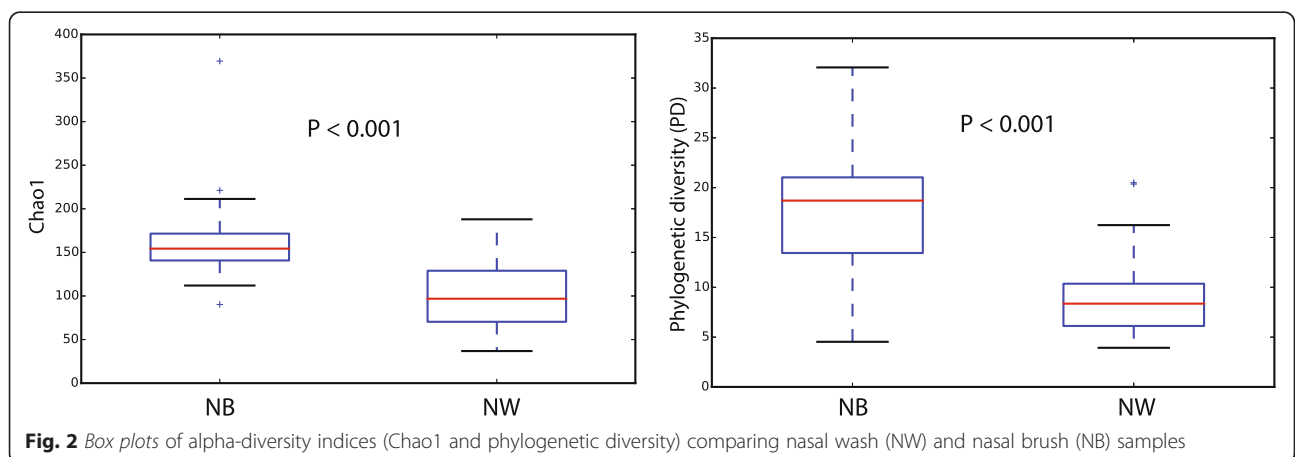 400
350
300
250
200
150
100
50
0
Chao1
P < 0.001
NB
NW
35
30
25
20
15
10
5
0
Phylogenetic diversity (PD)
P < 0.001
NB
NW
Fig. 2 Box plots of alpha-diversity indices (Chao1 and phylogenetic diversity) comparing nasal wash (NW) and nasal brush (NB) samples